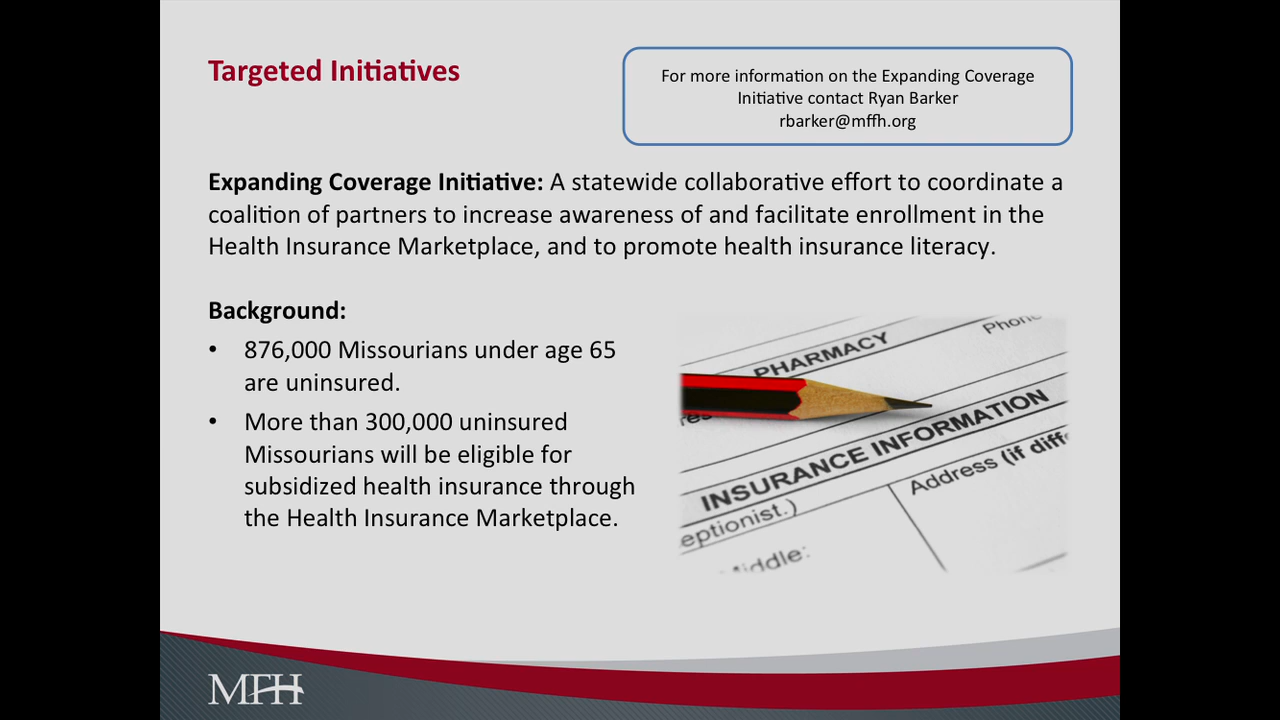 Targeted Initiatives
For more information on the Expanding Coverage
Initiative contact Ryan Barker
rbarker@mffh.org
Expanding Coverage Initiative: A statewide collaborative effort to coordinate a
coalition of partners to increase awareness of and facilitate enrollment in the
Health Insurance Marketplace, and to promote health insurance literacy.
Background:
• 876,000 Missourians under age 65
are uninsured.
• More than 300,000 uninsured
Missourians will be eligible for
subsidized health insurance through
the Health Insurance Marketplace.
Phone
PHARMACY
INSURANCE INFORMATION
Address (if diff
eptionist.)
Middle:
MFH